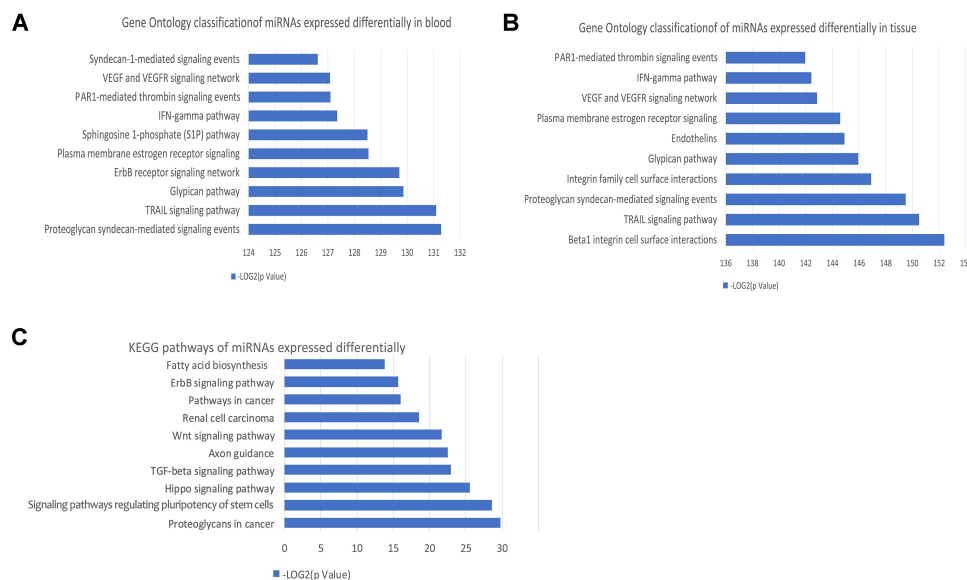 A
Gene Ontology classificationof miRNAs expressed differentially in blood
Syndecan-1-mediated signaling events
VEGF and VEGFR signaling network
PAR1-mediated thrombin signaling events
IFN-gamma pathway
Sphingosine 1-phosphate (S1P) pathway
Plasma membrane estrogen receptor signaling
ErbB receptor signaling network
Glypican pathway
TRAIL signaling pathway
Proteoglycan syndecan-mediated signaling events
124 125 126 127 128 129 130 131 132
-LOG2(p Value)
B
Gene Ontology classificationof miRNAs expressed differentially in tissue
PAR1-mediated thrombin signaling events
IFN-gamma pathway
VEGF and VEGFR signaling network
Plasma membrane estrogen receptor signaling
Endothelins
Glypican pathway
Integrin family cell surface interactions
Proteoglycan syndecan-mediated signaling events
TRAIL signaling pathway
Beta1 integrin cell surface interactions
136 138 140 142 144 146 148 150 152
-LOG2(p Value)
C
KEGG pathways of miRNAs expressed differentially
Fatty acid biosynthesis
ErbB signaling pathway
Pathways in cancer
Renal cell carcinoma
Wnt signaling pathway
Axon guidance
TGF-beta signaling pathway
Hippo signaling pathway
Signaling pathways regulating pluripotency of stem cells
Proteoglycans in cancer
0 5 10 15 20 25 30
-LOG2(p Value)